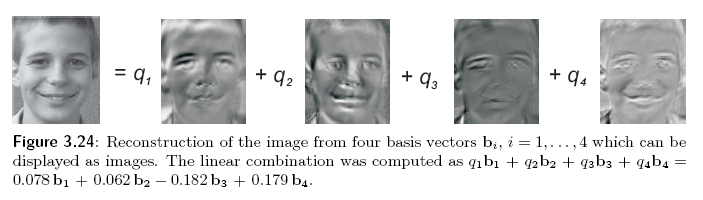 = q₁ + q₂ + q₃ + q₄
Figure 3.24: Reconstruction of the image from four basis vectors bᵢ, i = 1, . . . , 4 which can be
displayed as images. The linear combination was computed as q₁b₁ + q₂b₂ + q₃b₃ + q₄b₄ =
0.078 b₁ + 0.062 b₂ − 0.182 b₃ + 0.179 b₄.